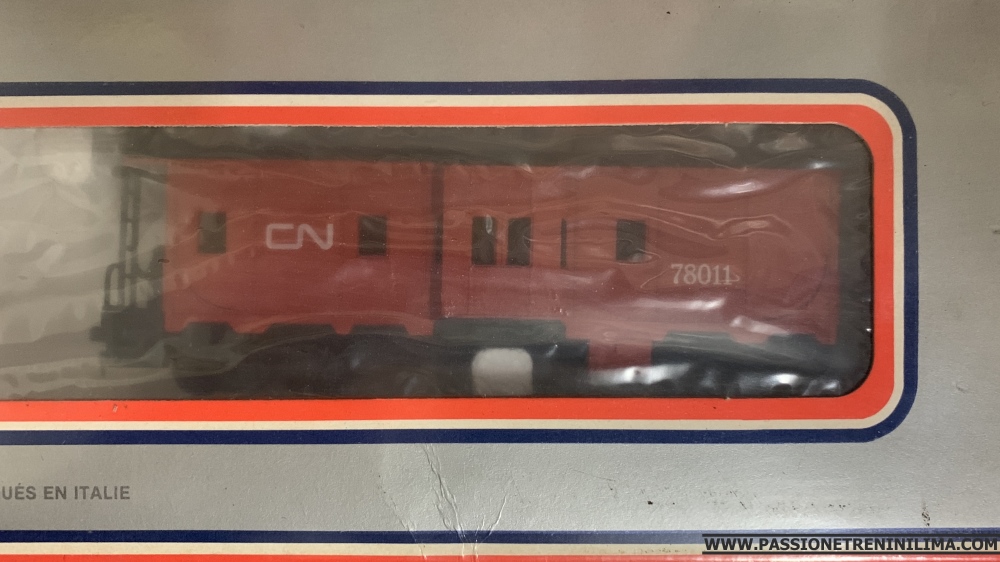 CN
78011
UÉS EN ITALIE
WWW.PASSIONETRENINILIMA.COM